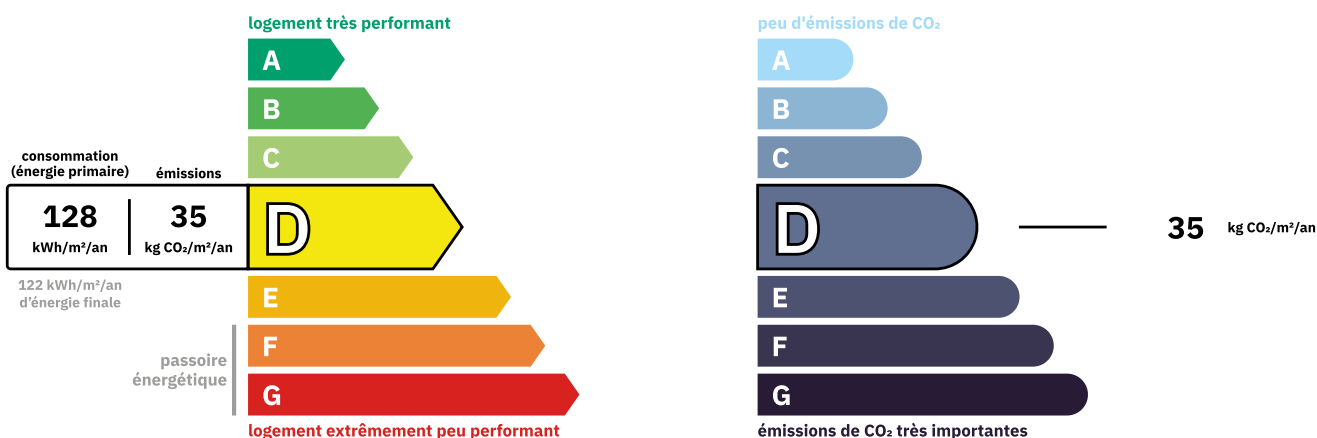 logement très performant
A
B
C
consommation
(énergie primaire)
émissions
128
kWh/m²/an
35
kg CO₂/m²/an
D
122 kWh/m²/an
d'énergie finale
E
passoire
énergétique
F
G
logement extrêmement peu performant
peu d'émissions de CO₂
A
B
C
D
35 kg CO₂/m²/an
E
F
G
émissions de CO₂ très importantes